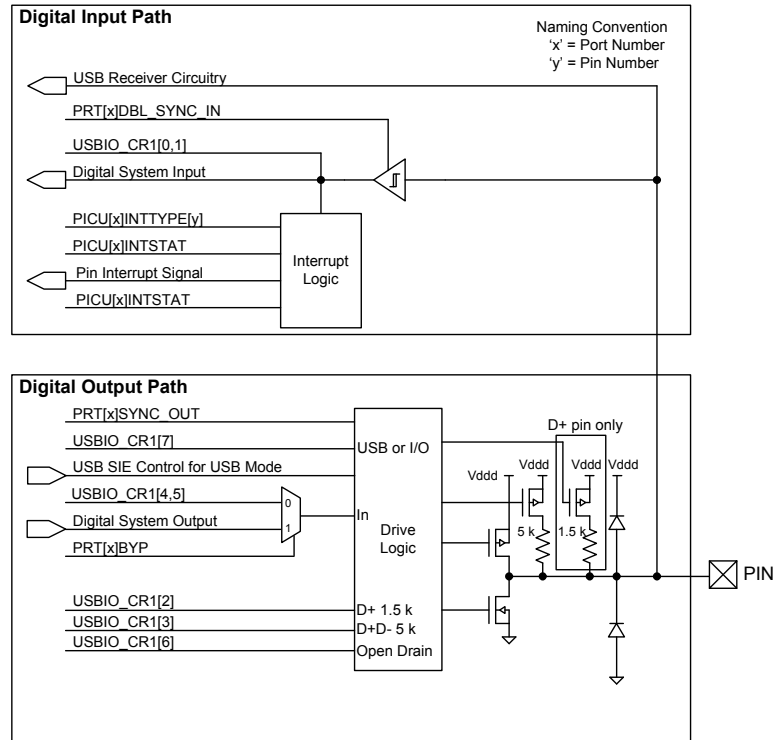 Digital Input Path
Naming Convention
'x' = Port Number
'y' = Pin Number
USB Receiver Circuitry
PRT[x]DBL_SYNC_IN
USBIO_CR1[0,1]
Digital System Input
PICU[x]INTTYPE[y]
PICU[x]INTSTAT
Pin Interrupt Signal
PICU[x]INTSTAT
Interrupt
Logic
Digital Output Path
PRT[x]SYNC_OUT
USBIO_CR1[7]
USB SIE Control for USB Mode
USBIO_CR1[4,5]
Digital System Output
PRT[x]BYP
0
1
USB or I/O
In
Drive
Logic
D+ pin only
Vddd
Vddd
Vddd
Vddd
5 k
1.5 k
PIN
USBIO_CR1[2]
USBIO_CR1[3]
USBIO_CR1[6]
D+ 1.5 k
D+D- 5 k
Open Drain